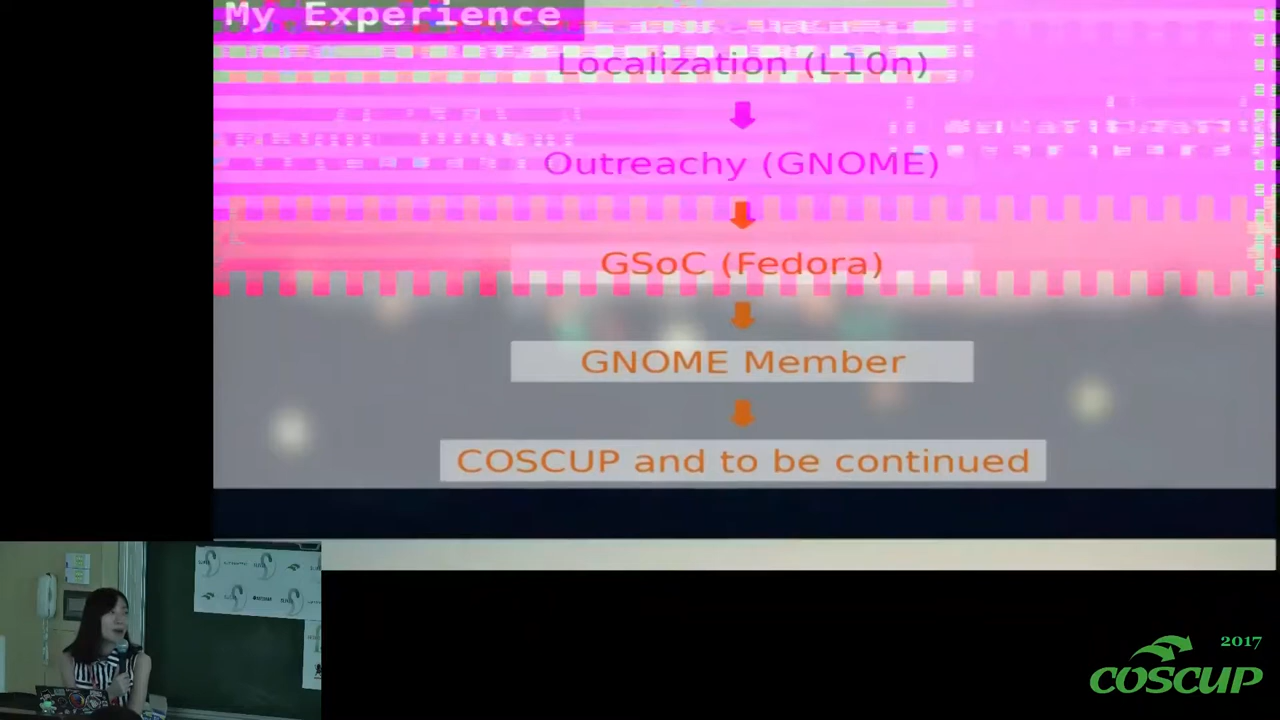 My Experience
Localization (L10n)
Outreachy (GNOME)
GSoC (Fedora)
GNOME Member
COSCUP and to be continued
2017
COSCUP